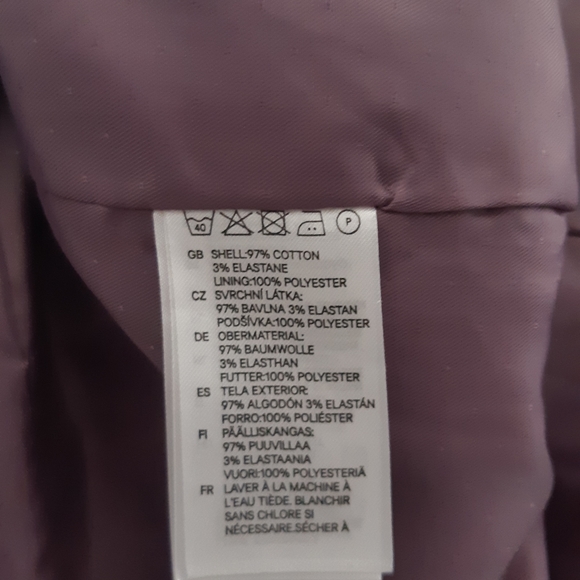 40 P
GB SHELL:97% COTTON
3% ELASTANE
LINING:100% POLYESTER
CZ SVRCHNÍ LÁTKA:
97% BAVLNA 3% ELASTAN
PODŠÍVKA:100% POLYESTER
DE OBERMATERIAL:
97% BAUMWOLLE
3% ELASTHAN
FUTTER:100% POLYESTER
ES TELA EXTERIOR:
97% ALGODÓN 3% ELASTÁN
FORRO:100% POLIÉSTER
FI PÄÄLLISKANGAS:
97% PUUVILLAA
3% ELASTAANIA
VUORI:100% POLYESTERIÄ
FR LAVER À LA MACHINE À
L'EAU TIÈDE. BLANCHIR
SANS CHLORE SI
NÉCESSAIRE.SÉCHER À